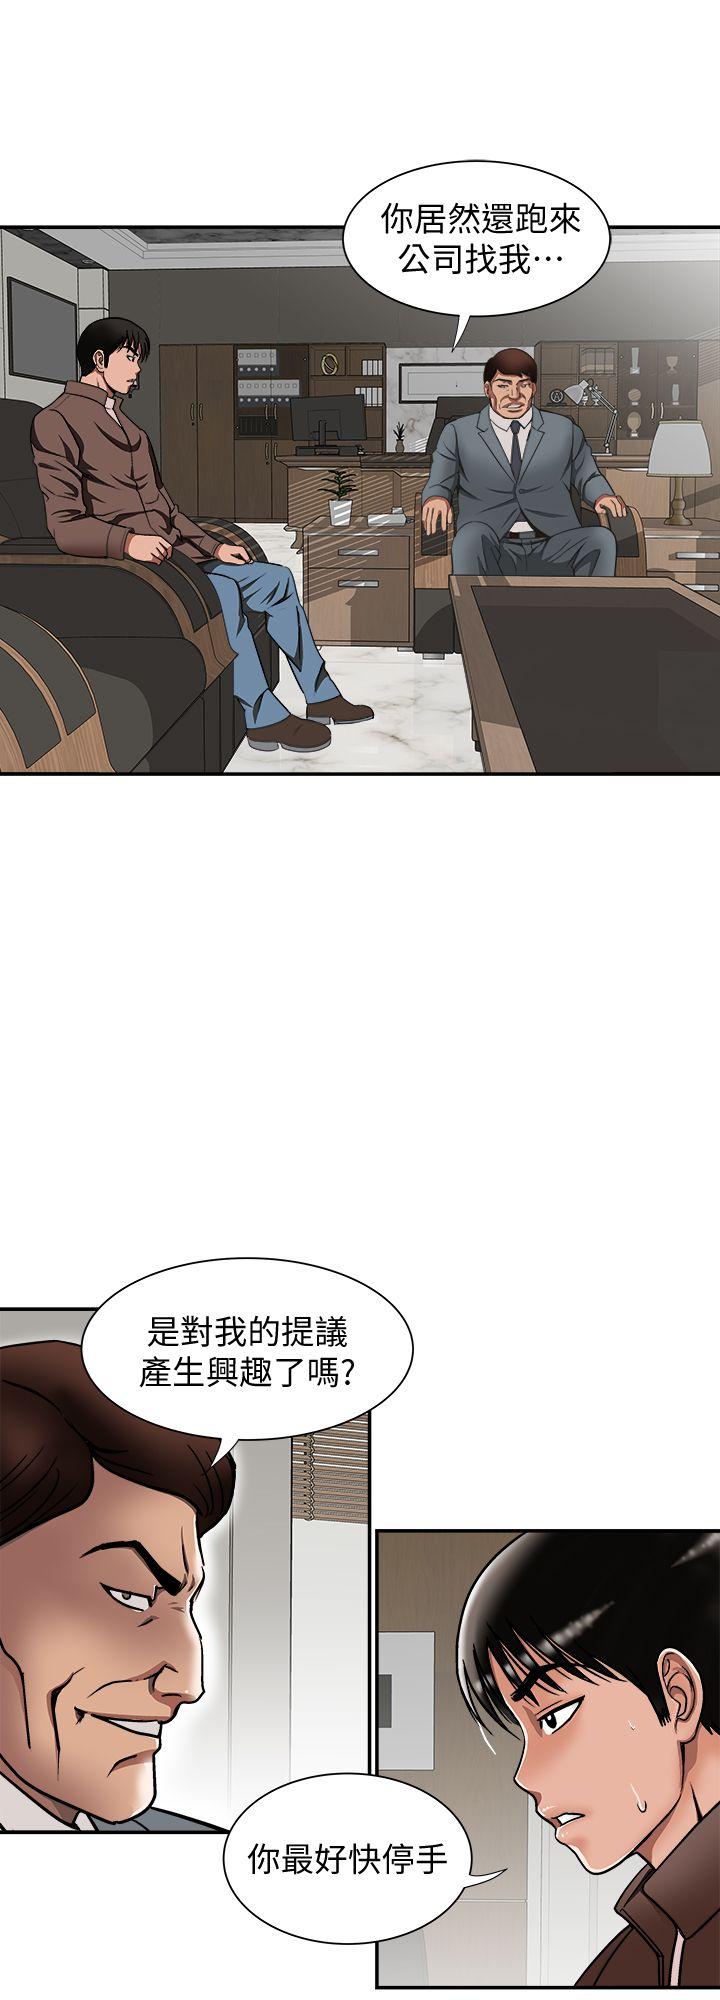 你居然還跑來
公司找我⋯
是對我的提議
產生興趣了嗎?
你最好快停手